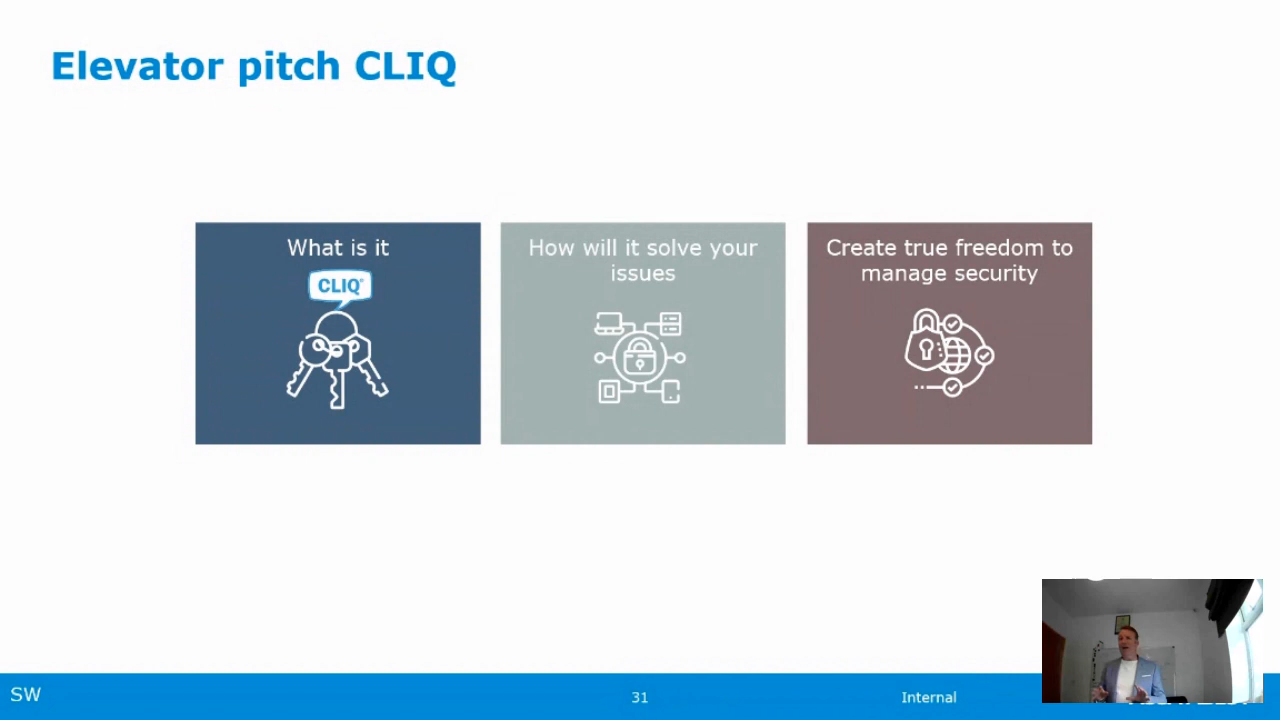 Elevator pitch CLIQ
What is it
CLIQ®
How will it solve your
issues
Create true freedom to
manage security
SW
31
Internal